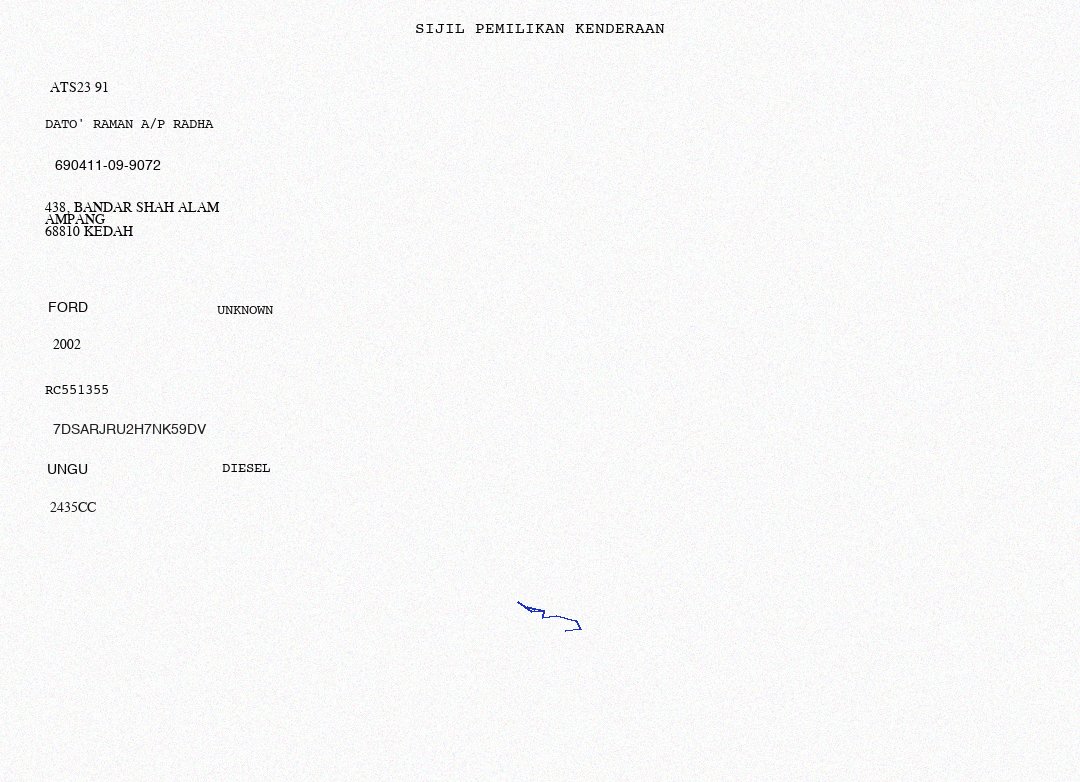 SIJIL PEMILIKAN KENDERAAN
ATS23 91
DATO' RAMAN A/P RADHA
690411-09-9072
438, BANDAR SHAH ALAM
AMPANG
68810 KEDAH
FORD UNKNOWN
2002
RC551355
7DSARJRU2H7NK59DV
UNGU DIESEL
2435CC